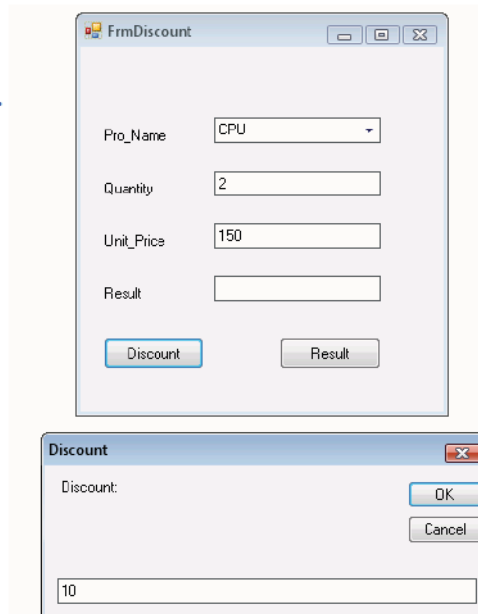 FrmDiscount
Pro_Name CPU
Quantity 2
Unit_Price 150
Result
Discount Result
Discount
Discount:
OK
Cancel
10